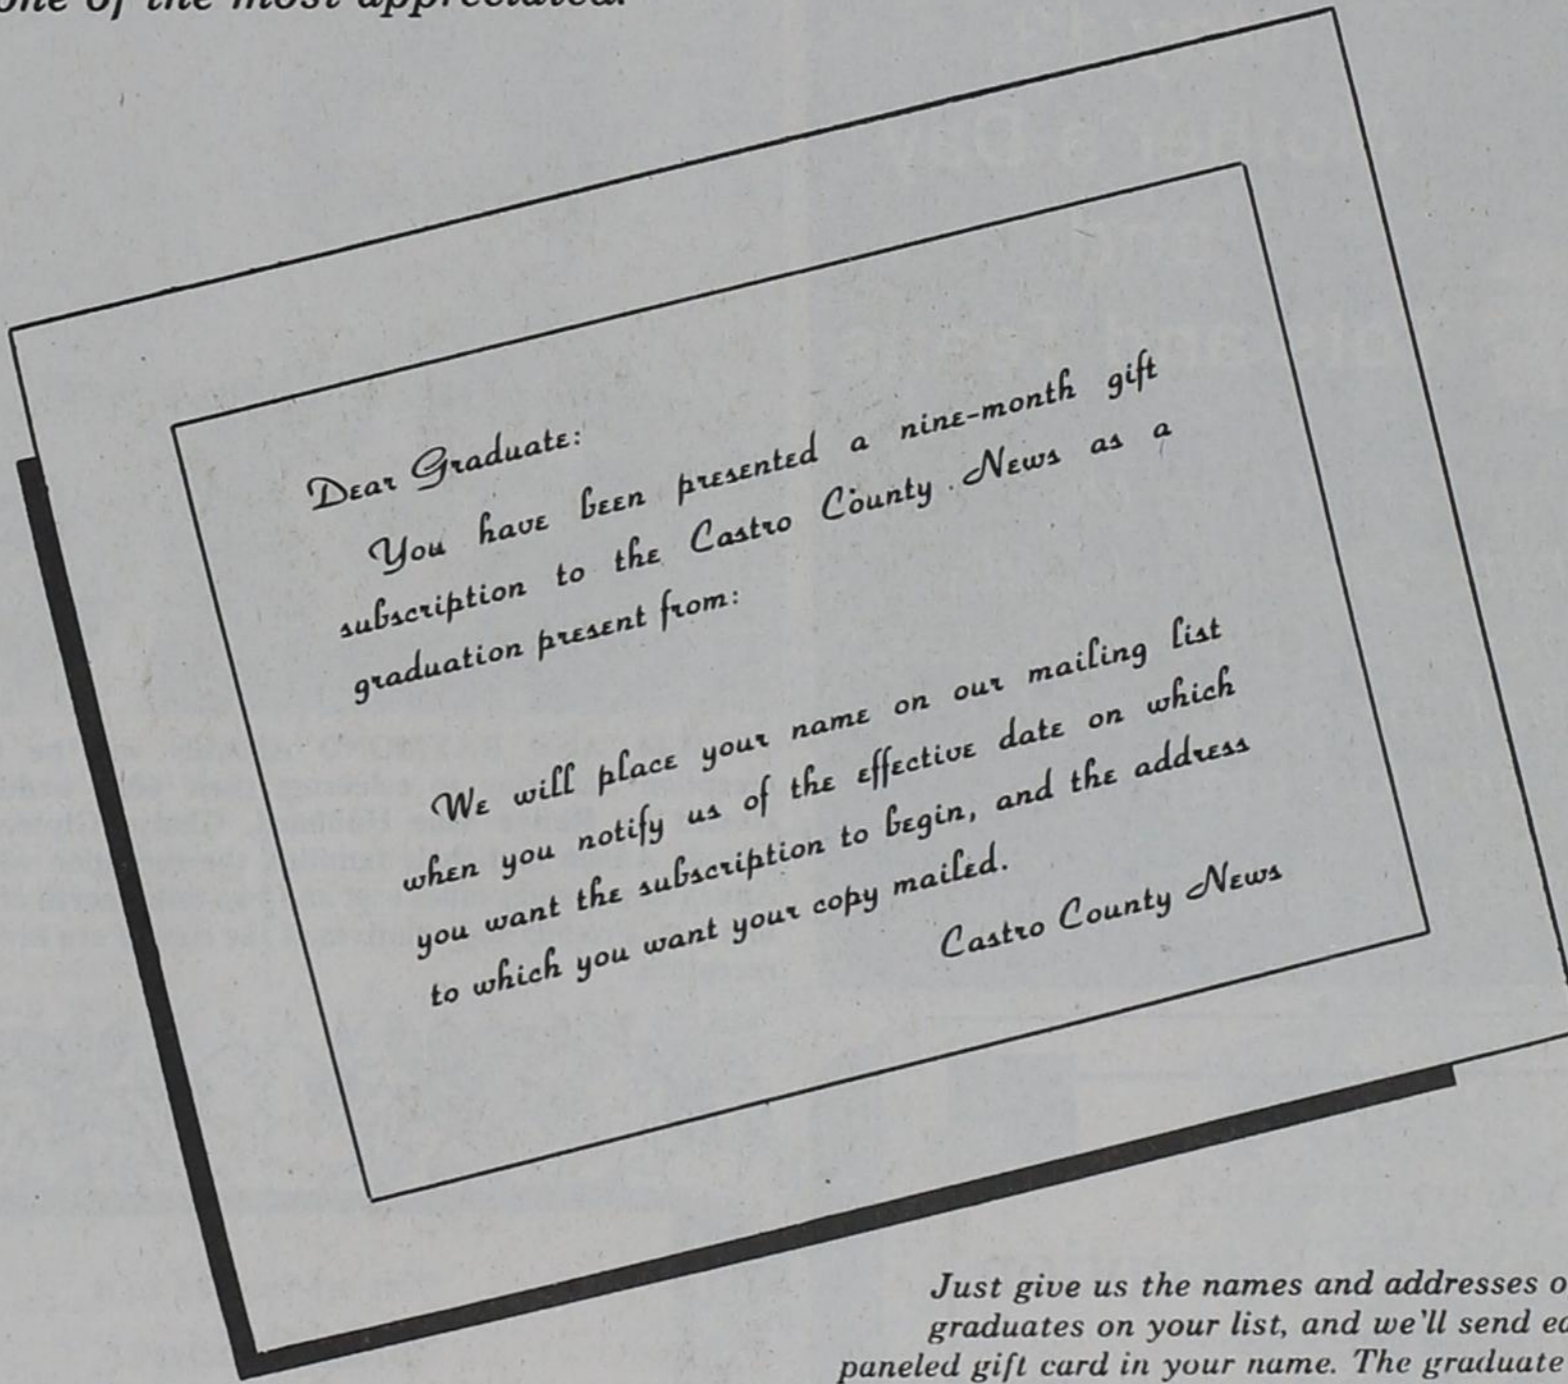 one of the most appreciated.
Dear Graduate:
You have been presented a nine-month gift
subscription to the Castro County News as a
graduation present from:
We will place your name on our mailing list
when you notify us of the effective date on which
you want the subscription to begin, and the address
to which you want your copy mailed.
Castro County News
Just give us the names and addresses o
graduates on your list, and we'll send ea
paneled gift card in your name. The graduate